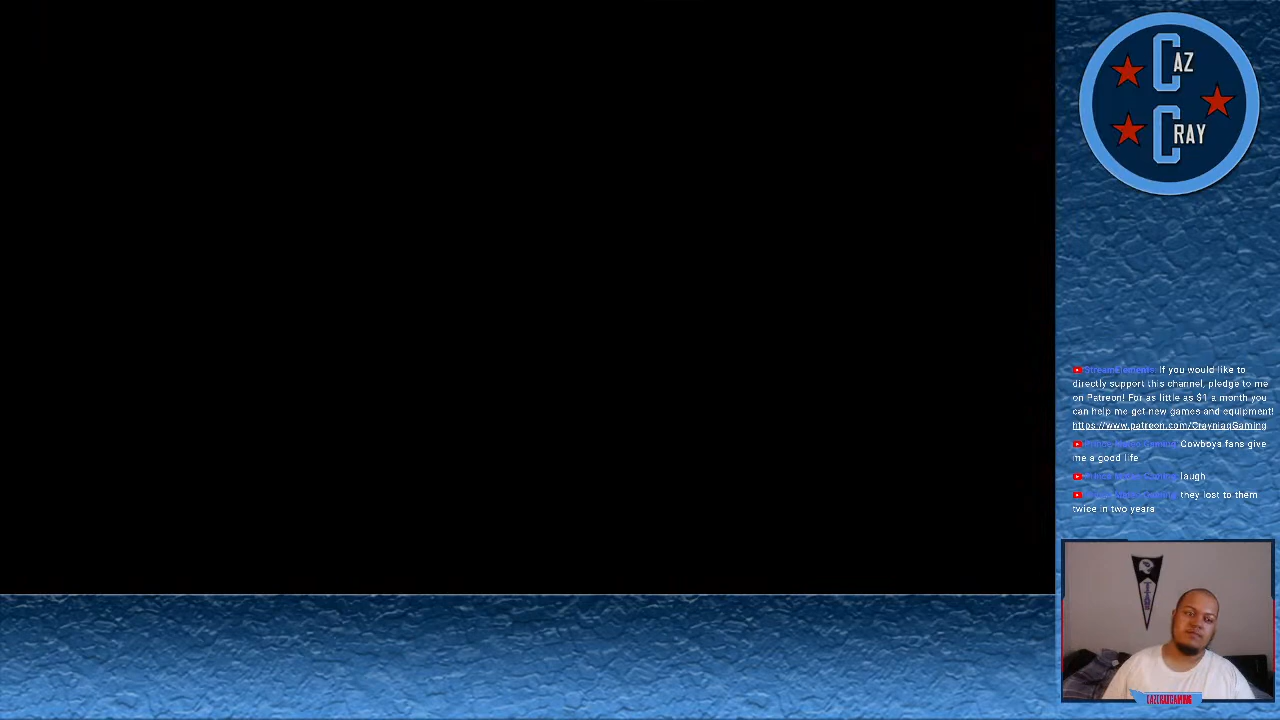 CAZ
CRAY
StreamElements: If you would like to
directly support this channel, pledge to me
on Patreon! For as little as $1 a month you
can help me get new games and equipment!
https://www.patreon.com/CrayniaqGaming
Cowboys fans give
me a good life
laugh
they lost to them
twice in two years